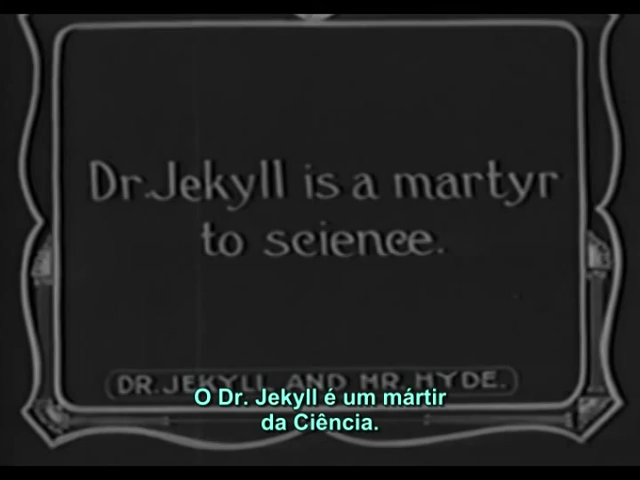 Dr. Jekyll is a martyr
to science.
DR. JEKYLL AND MR. HYDE.
O Dr. Jekyll é um mártir
da Ciência.